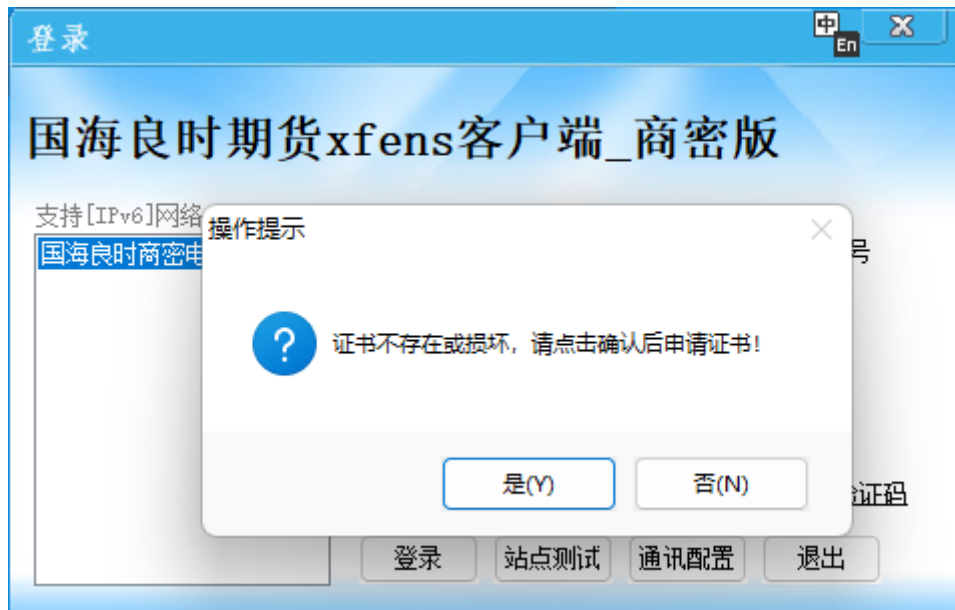 登录
中
En
国海良时期货xfens客户端_商密版
支持[IPv6]网络
操作提示
国海良时商密电
号
证书不存在或损坏，请点击确认后申请证书！
是(Y)
否(N)
证码
登录
站点测试
通讯配置
退出